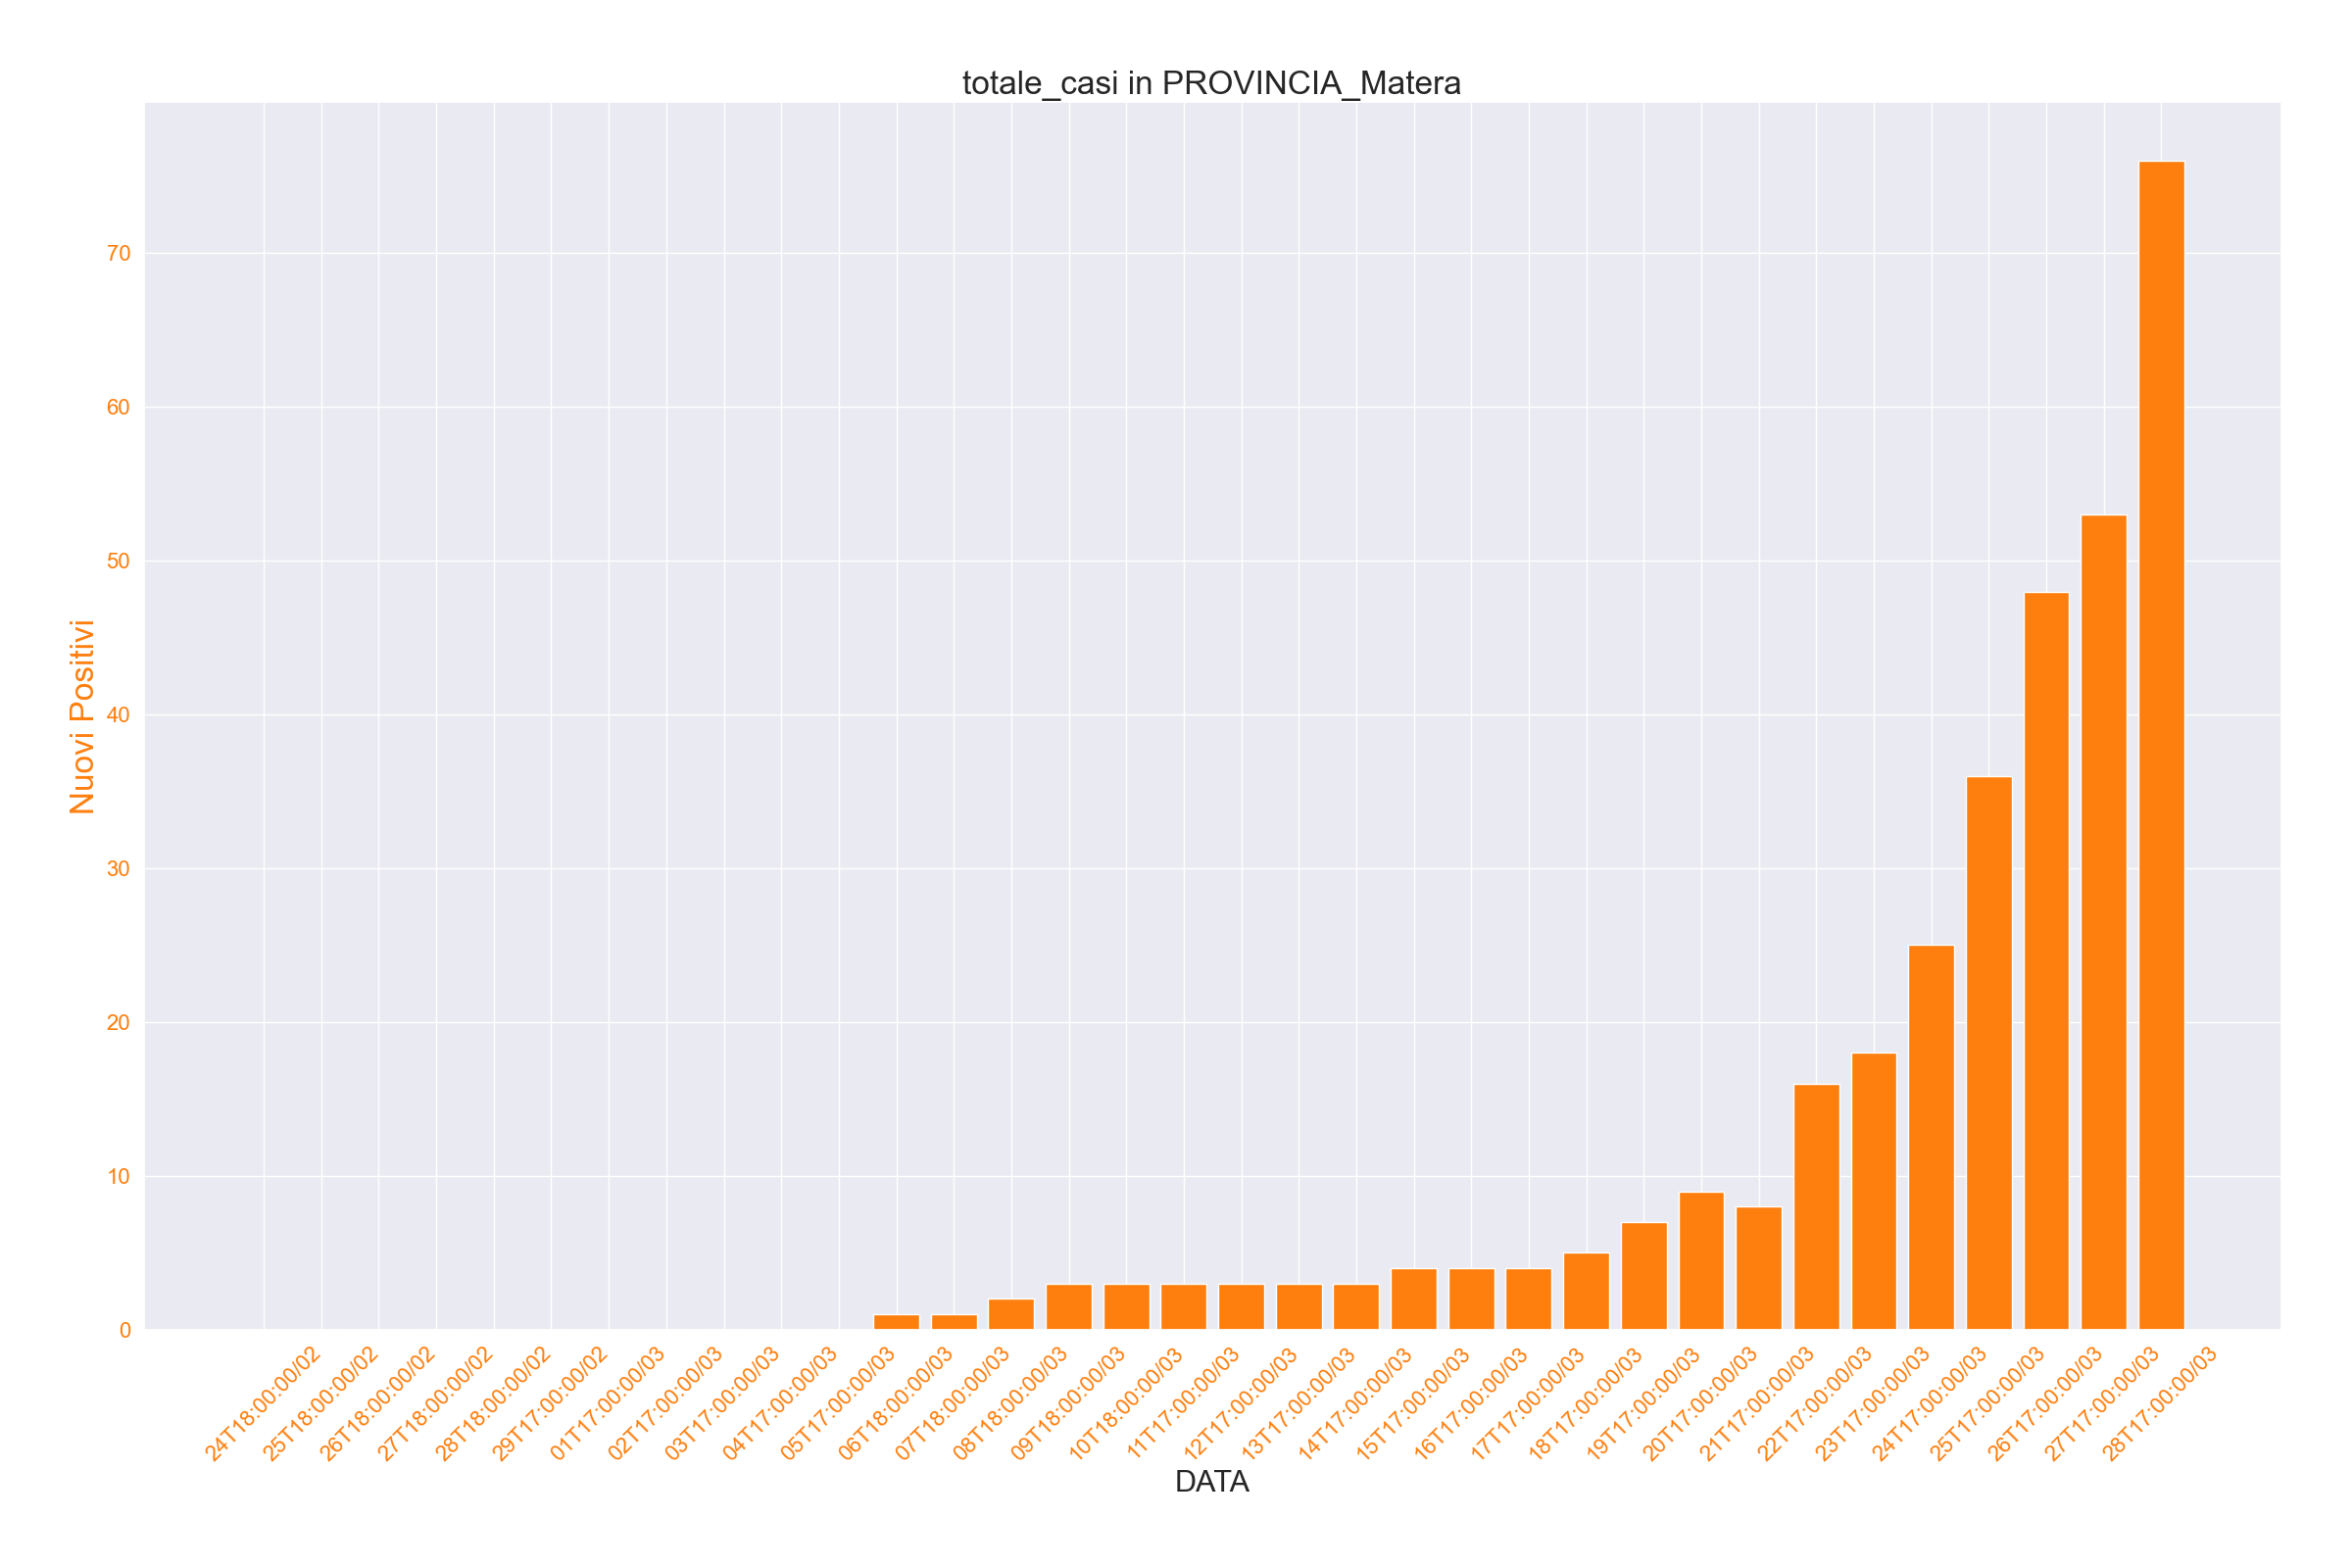 totale_casi in PROVINCIA_Matera
Nuovi Positivi
70
60
50
40
30
20
10
0
24T18:00:00/02
25T18:00:00/02
26T18:00:00/02
27T18:00:00/02
28T18:00:00/02
29T17:00:00/02
01T17:00:00/03
02T17:00:00/03
03T17:00:00/03
04T17:00:00/03
05T17:00:00/03
06T18:00:00/03
07T18:00:00/03
08T18:00:00/03
09T18:00:00/03
10T18:00:00/03
11T17:00:00/03
12T17:00:00/03
13T17:00:00/03
14T17:00:00/03
15T17:00:00/03
16T17:00:00/03
17T17:00:00/03
18T17:00:00/03
19T17:00:00/03
20T17:00:00/03
21T17:00:00/03
22T17:00:00/03
23T17:00:00/03
24T17:00:00/03
25T17:00:00/03
26T17:00:00/03
27T17:00:00/03
28T17:00:00/03
DATA